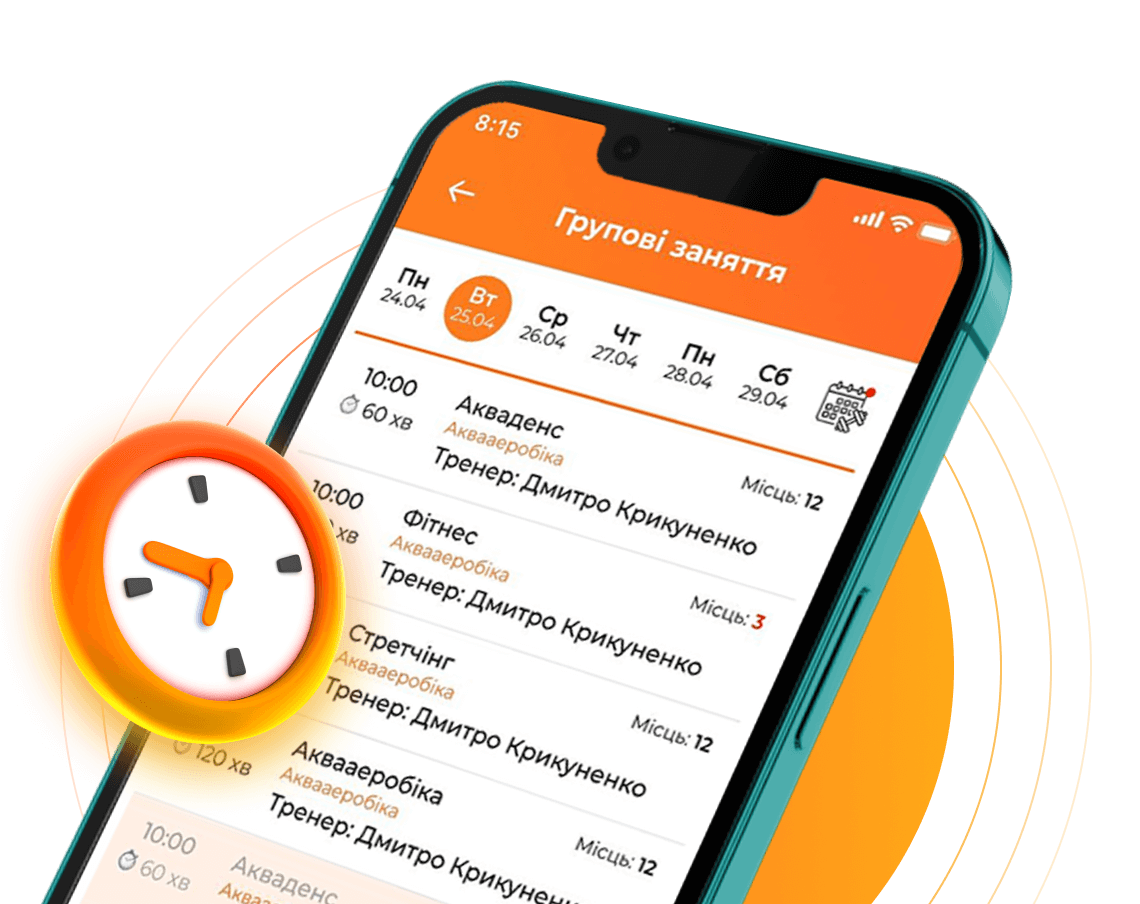 8:15
Групові заняття
Пн Вт Ср Чт Пн Сб
24.04 25.04 26.04 27.04 28.04 29.04
10:00 Акваденс
60 хв Аквааеробіка
Тренер: Дмитро Крикуненко
Місць: 12
10:00 Фітнес
хв Аквааеробіка
Тренер: Дмитро Крикуненко
Місць: 3
Стретчінг
Аквааеробіка
Тренер: Дмитро Крикуненко
Місць: 12
120 хв Аквааеробіка
Аквааеробіка
Тренер: Дмитро Крикуненко
Місць: 12
10:00 Акваденс
60 хв